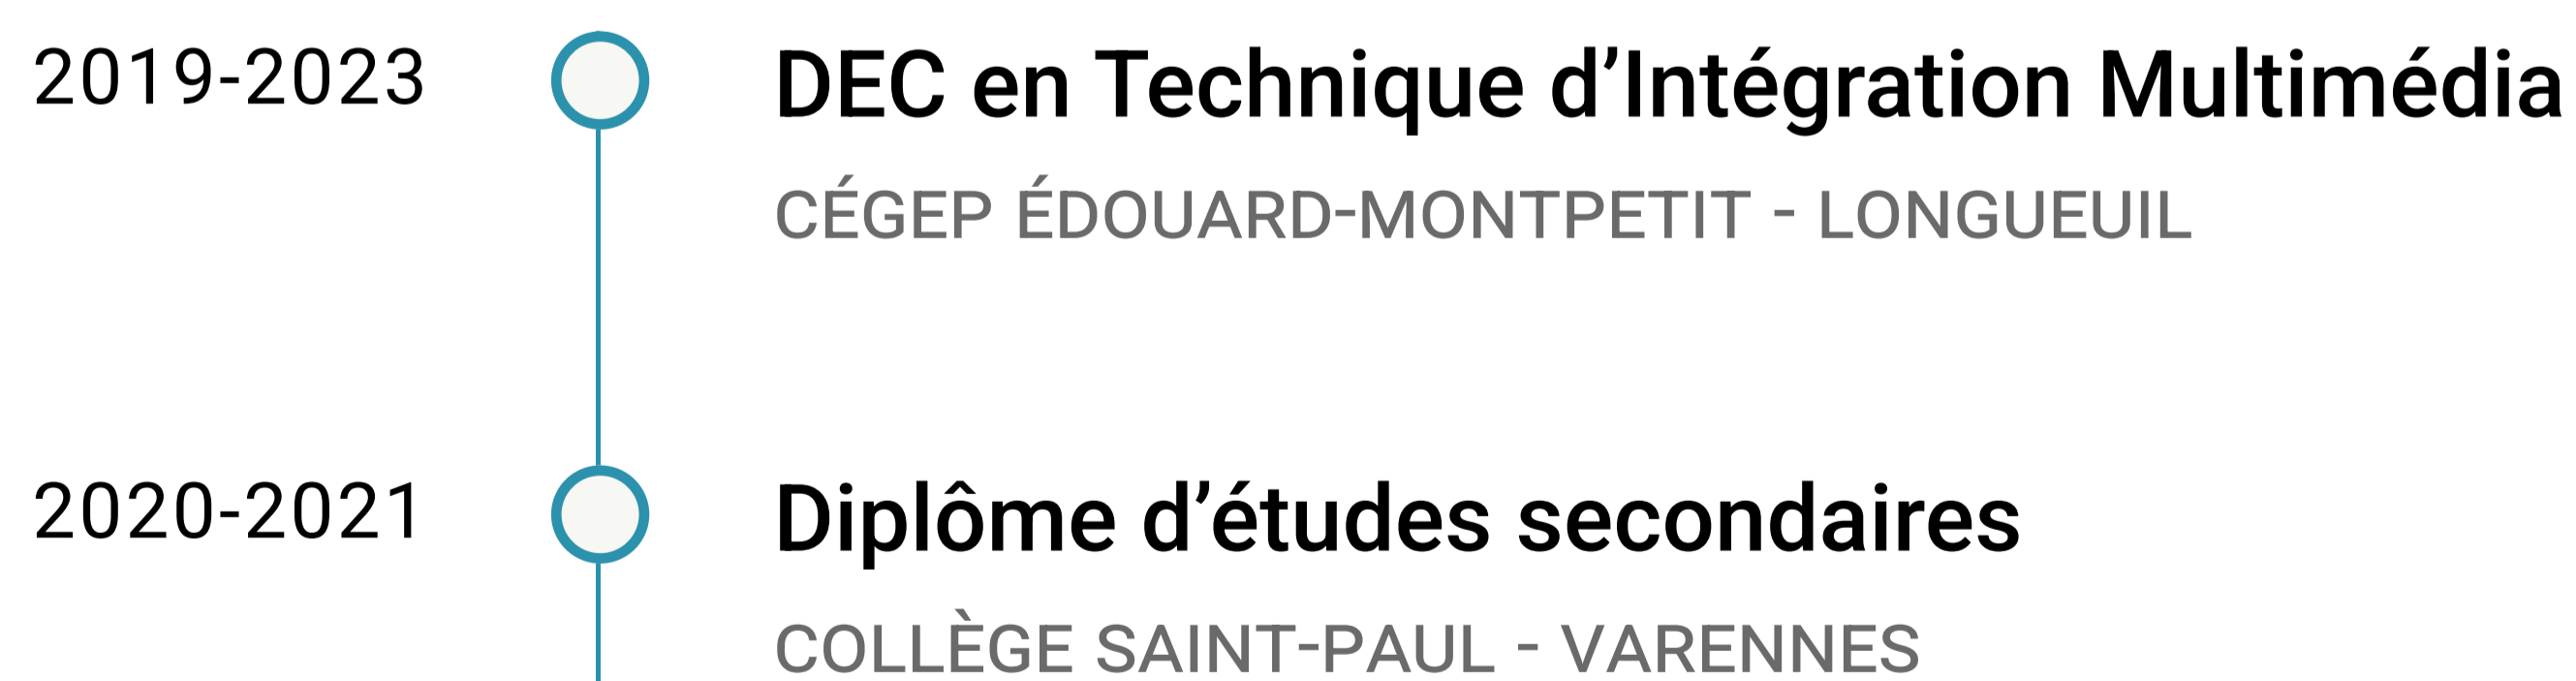 2019-2023
DEC en Technique d’Intégration Multimédia
CÉGEP ÉDOUARD-MONTPETIT - LONGUEUIL
2020-2021
Diplôme d’études secondaires
COLLÈGE SAINT-PAUL - VARENNES